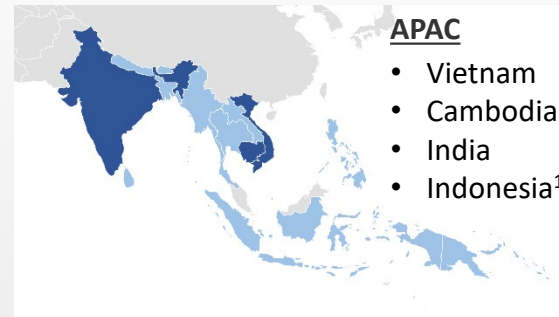 APAC
• Vietnam
• Cambodia
• India
• Indonesia¹